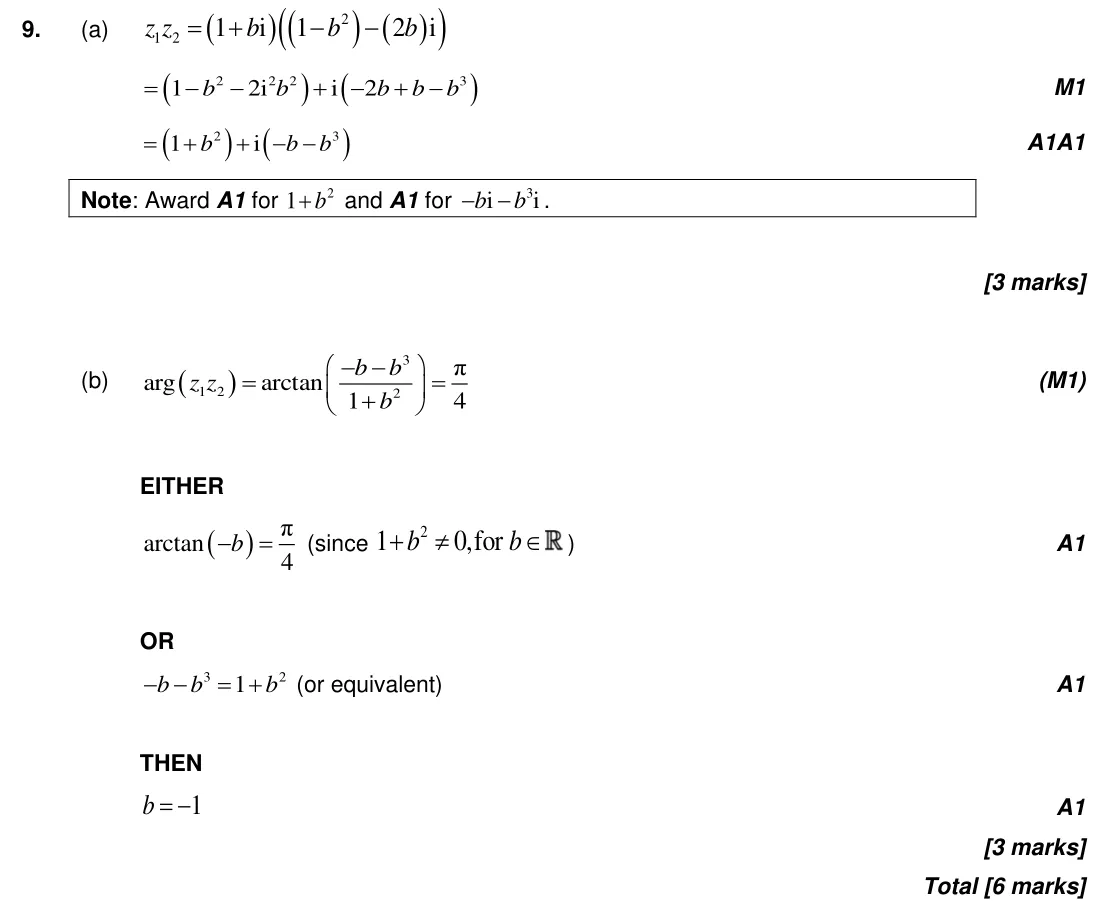 9. (a) z₁z₂ = (1+bi)((1−b²)−(2b)i)
=(1−b²−2i²b²)+i(−2b+b−b³) M1
=(1+b²)+i(−b−b³) A1A1
Note: Award A1 for 1+b² and A1 for −bi−b³i.
[3 marks]
(b) arg(z₁z₂)=arctan((−b−b³)/(1+b²))=π/4 (M1)
EITHER
arctan(−b)=π/4 (since 1+b² ≠0,for b∈ℝ) A1
OR
−b−b³=1+b² (or equivalent) A1
THEN
b=−1 A1
[3 marks]
Total [6 marks]